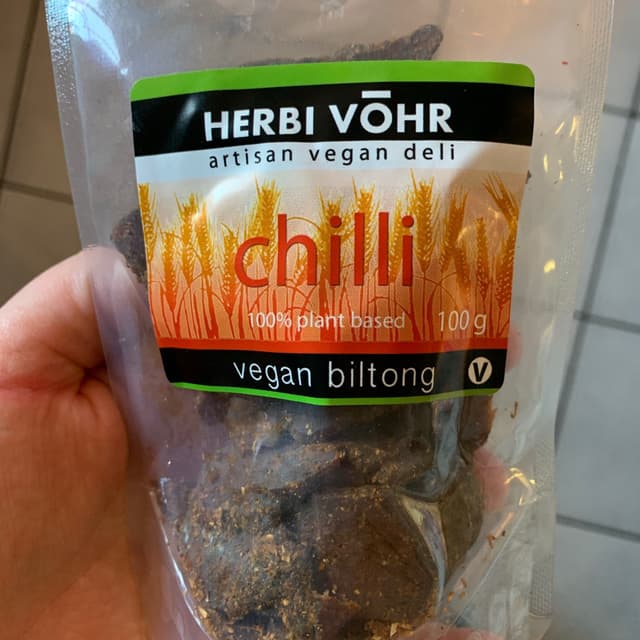 HERBI VŌHR
artisan vegan deli
chilli
100% plant based 100 g
vegan biltong V